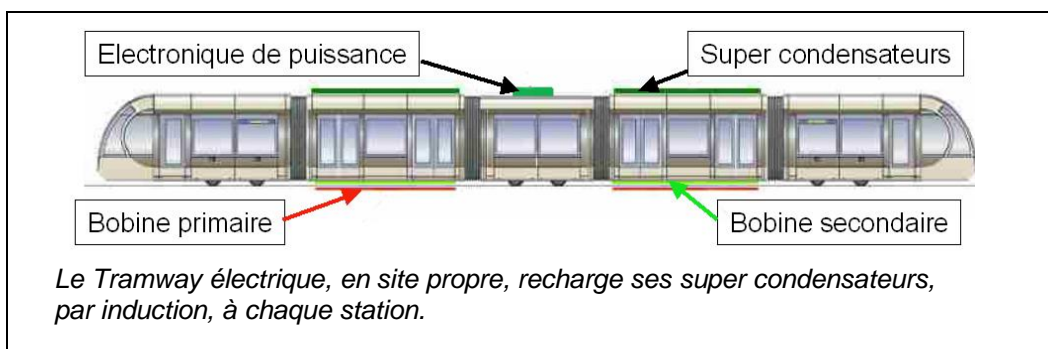 Electronique de puissance
Super condensateurs
Bobine primaire
Bobine secondaire
Le Tramway électrique, en site propre, recharge ses super condensateurs,
par induction, à chaque station.